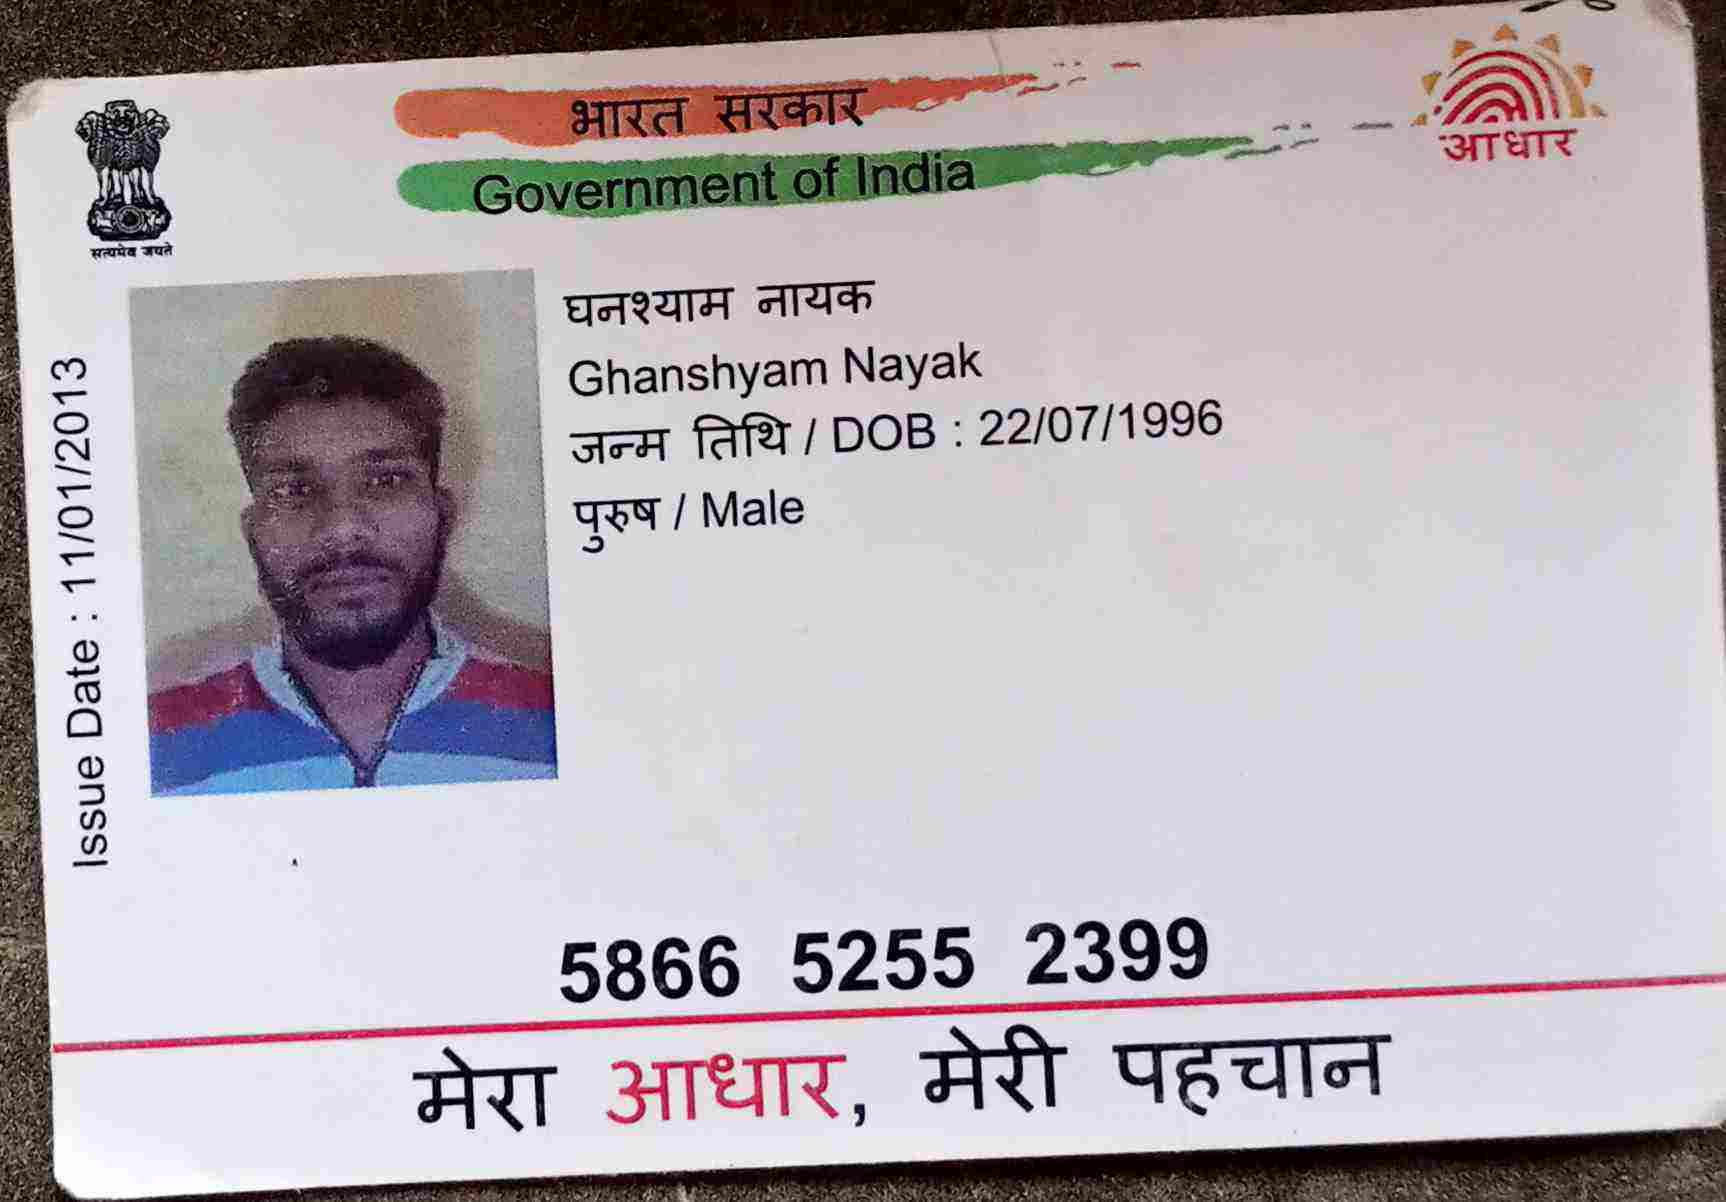 भारत सरकार
Government of India
आधार
सत्यमेव जयते
Issue Date : 11/01/2013
घनश्याम नायक
Ghanshyam Nayak
जन्म तिथि / DOB : 22/07/1996
पुरुष / Male
5866 5255 2399
मेरा आधार, मेरी पहचान